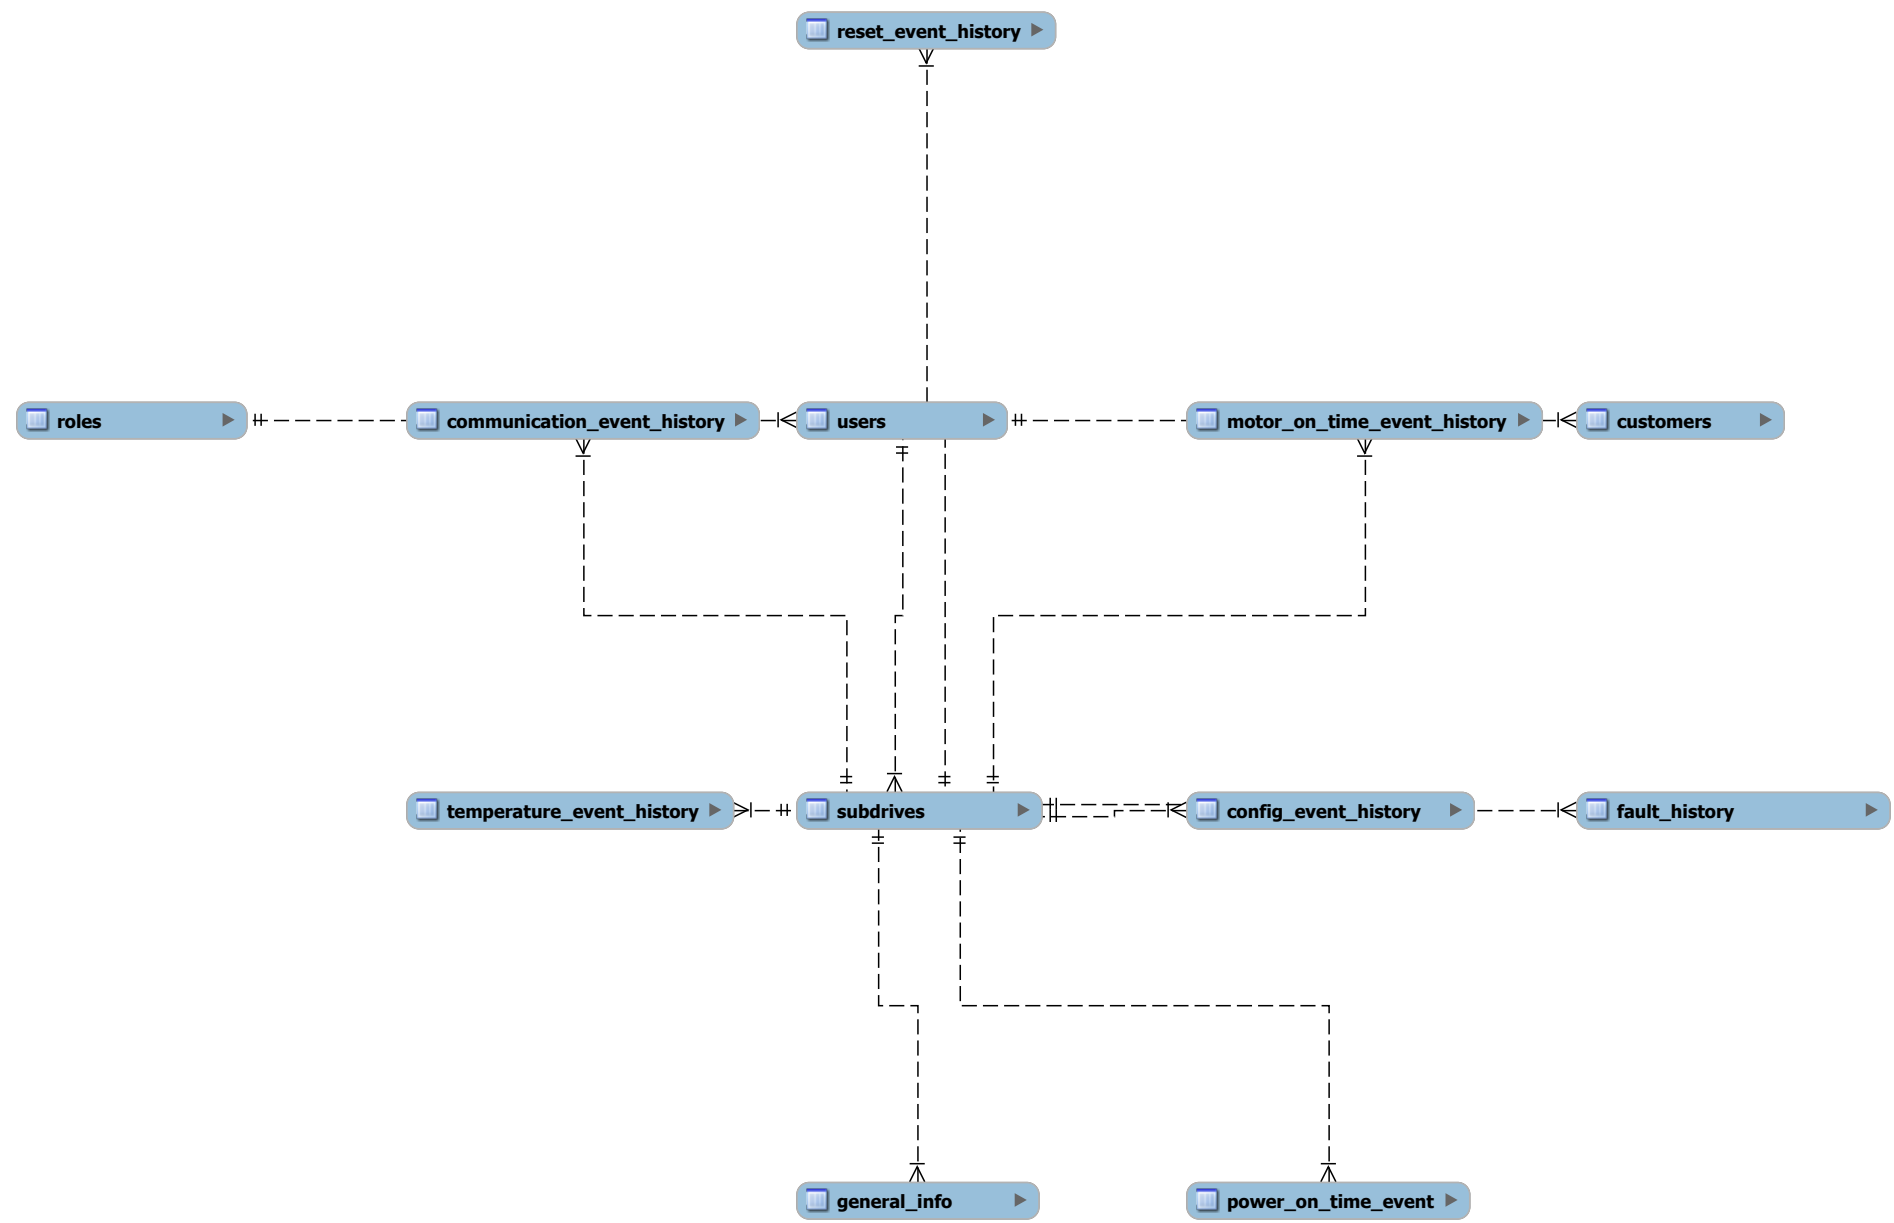 reset_event_history
roles
communication_event_history
users
motor_on_time_event_history
customers
temperature_event_history
subdrives
config_event_history
fault_history
general_info
power_on_time_event